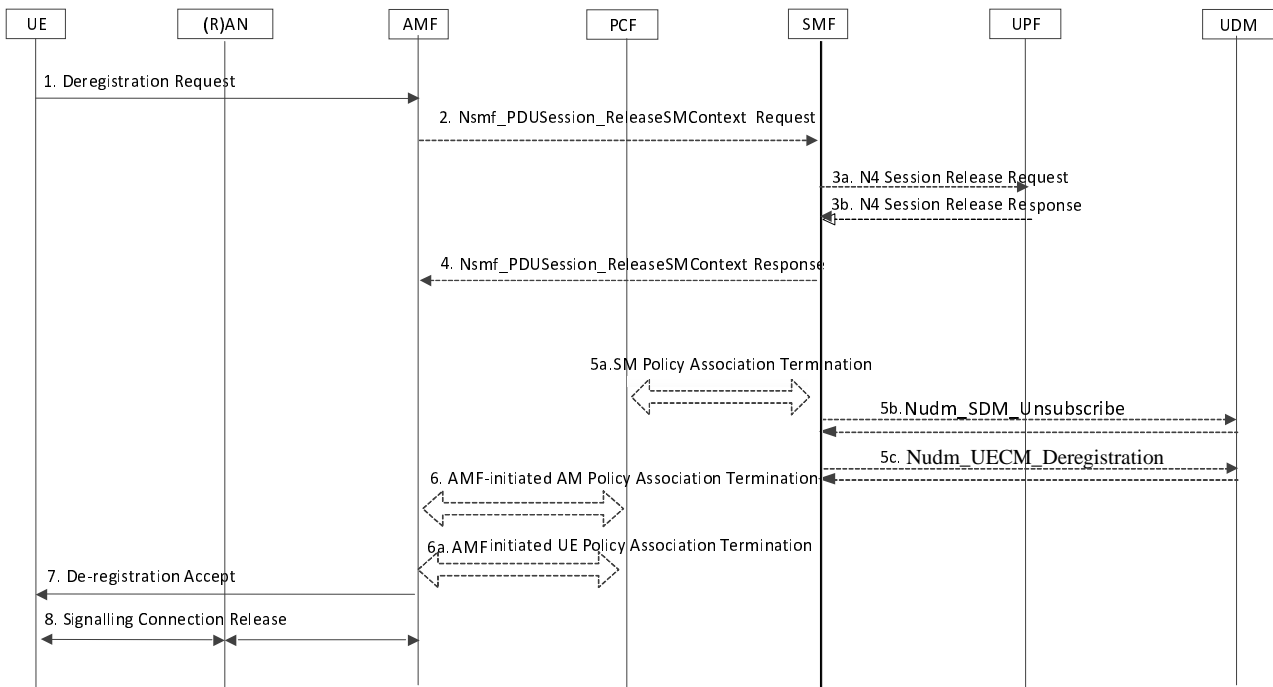 UE
(R)AN
AMF
PCF
SMF
UPF
UDM
1. Deregistration Request
2. Nsmf_PDUSession_ReleaseSMContext Request
3a. N4 Session Release Request
3b. N4 Session Release Response
4. Nsmf_PDUSession_ReleaseSMContext Response
5a.SM Policy Association Termination
5b. Nudm_SDM_Unsubscribe
5c. Nudm_UECM_Deregistration
6. AMF-initiated AM Policy Association Termination
6a. AMF initiated UE Policy Association Termination
7. De-registration Accept
8. Signalling Connection Release